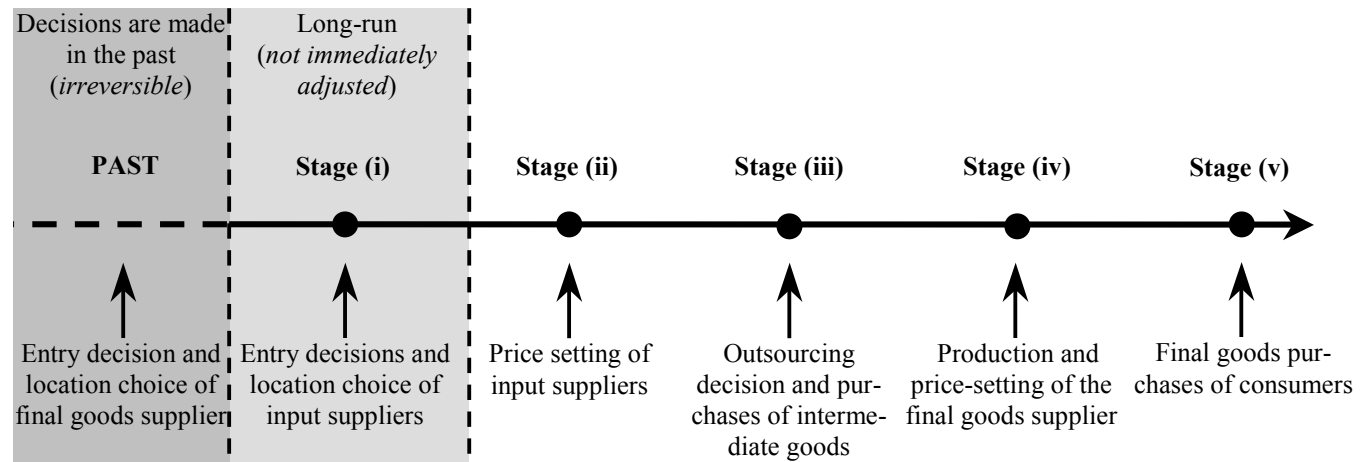 Decisions are made
in the past
(irreversible)
Long-run
(not immediately
adjusted)
PAST
Stage (i)
Stage (ii)
Stage (iii)
Stage (iv)
Stage (v)
Entry decision and
location choice of
final goods supplier
Entry decisions and
location choice of
input suppliers
Price setting of
input suppliers
Outsourcing
decision and pur-
chases of interme-
diate goods
Production and
price-setting of the
final goods supplier
Final goods pur-
chases of consumers